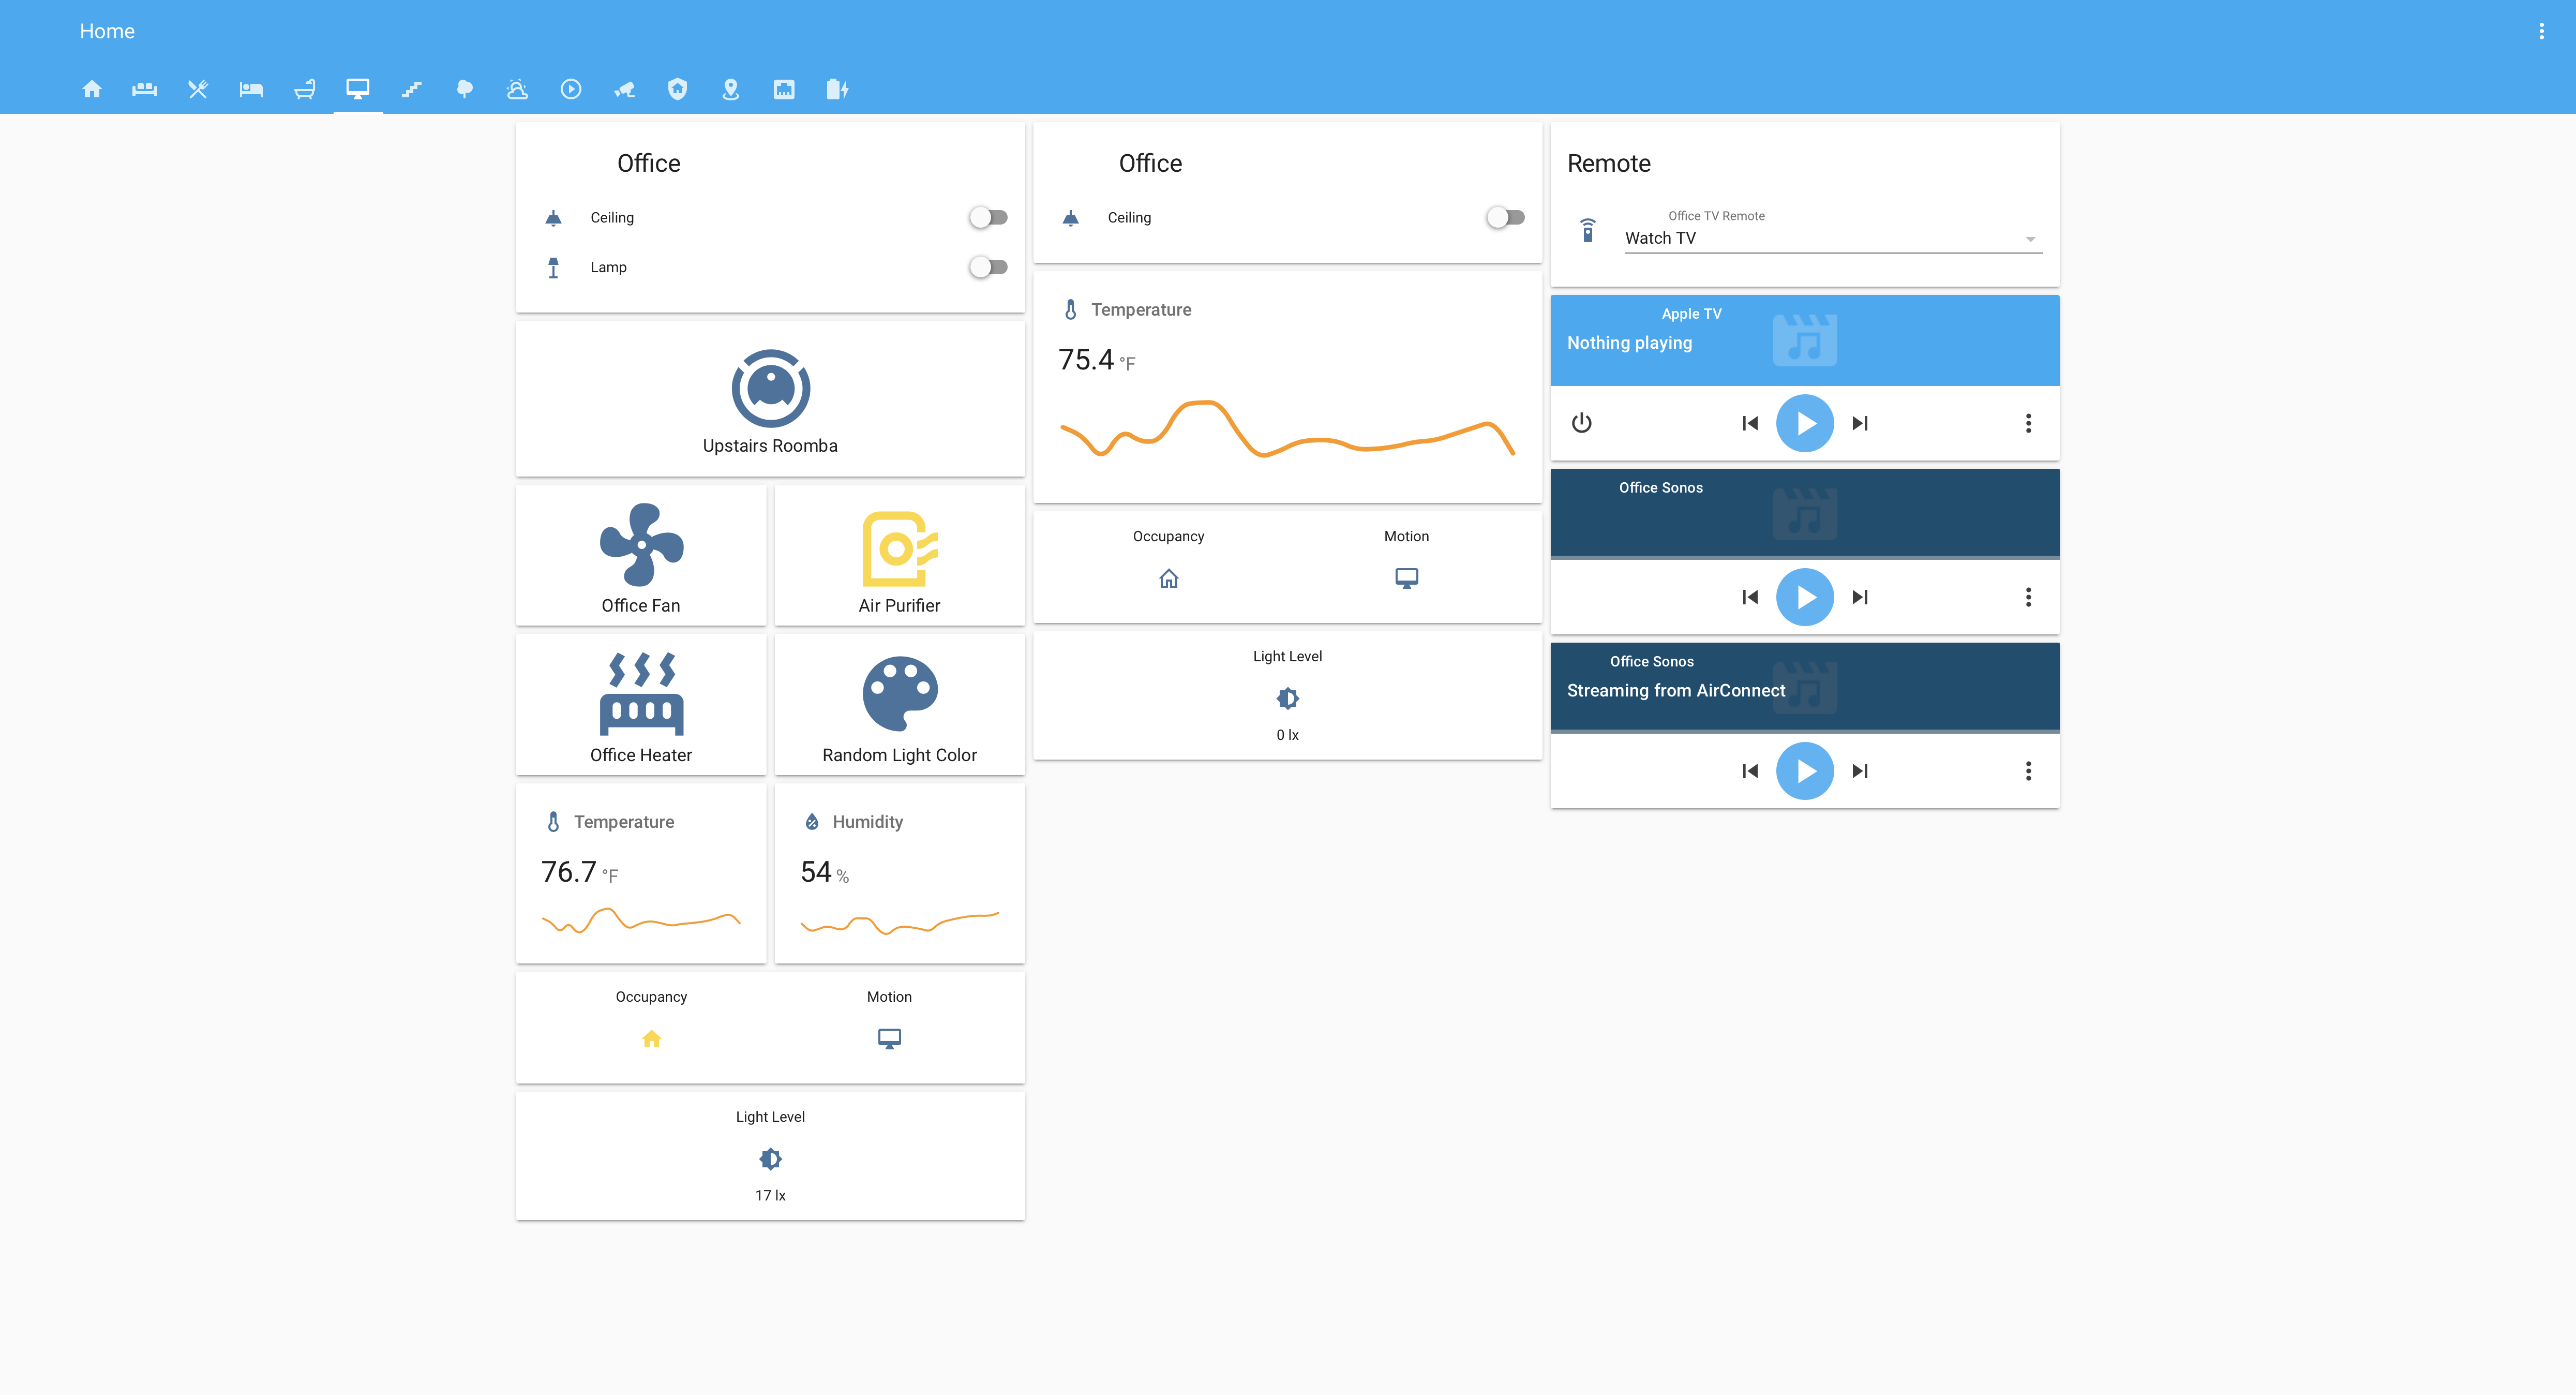 Home
Office
Ceiling
Lamp
Upstairs Roomba
Office Fan
Air Purifier
Office Heater
Random Light Color
Temperature
76.7 °F
Humidity
54 %
Occupancy
Motion
Light Level
17 lx
Office
Ceiling
Temperature
75.4 °F
Occupancy
Motion
Light Level
0 lx
Remote
Office TV Remote
Watch TV
Apple TV
Nothing playing
Office Sonos
Office Sonos
Streaming from AirConnect